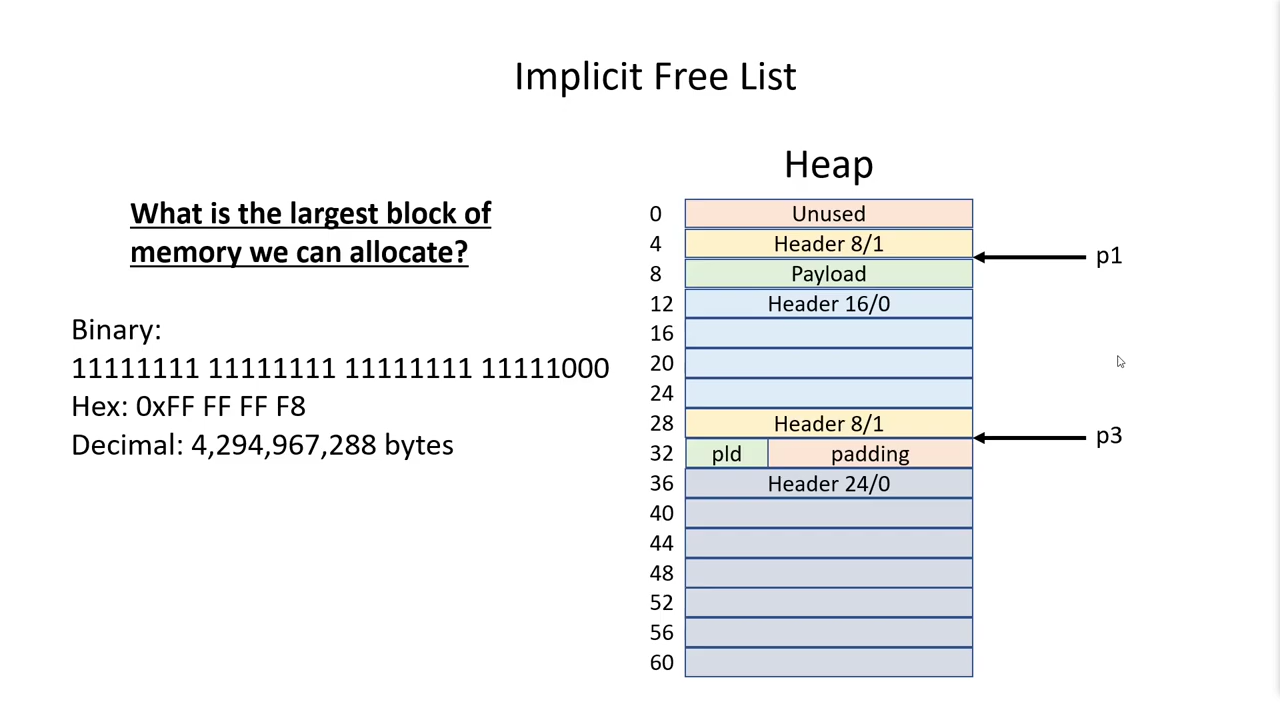 Implicit Free List
What is the largest block of
memory we can allocate?
Binary:
11111111 11111111 11111111 11111000
Hex: 0xFF FF FF F8
Decimal: 4,294,967,288 bytes
Heap
0 Unused
4 Header 8/1
p1
8 Payload
12 Header 16/0
16
20
24
28 Header 8/1
p3
32 pld padding
36 Header 24/0
40
44
48
52
56
60